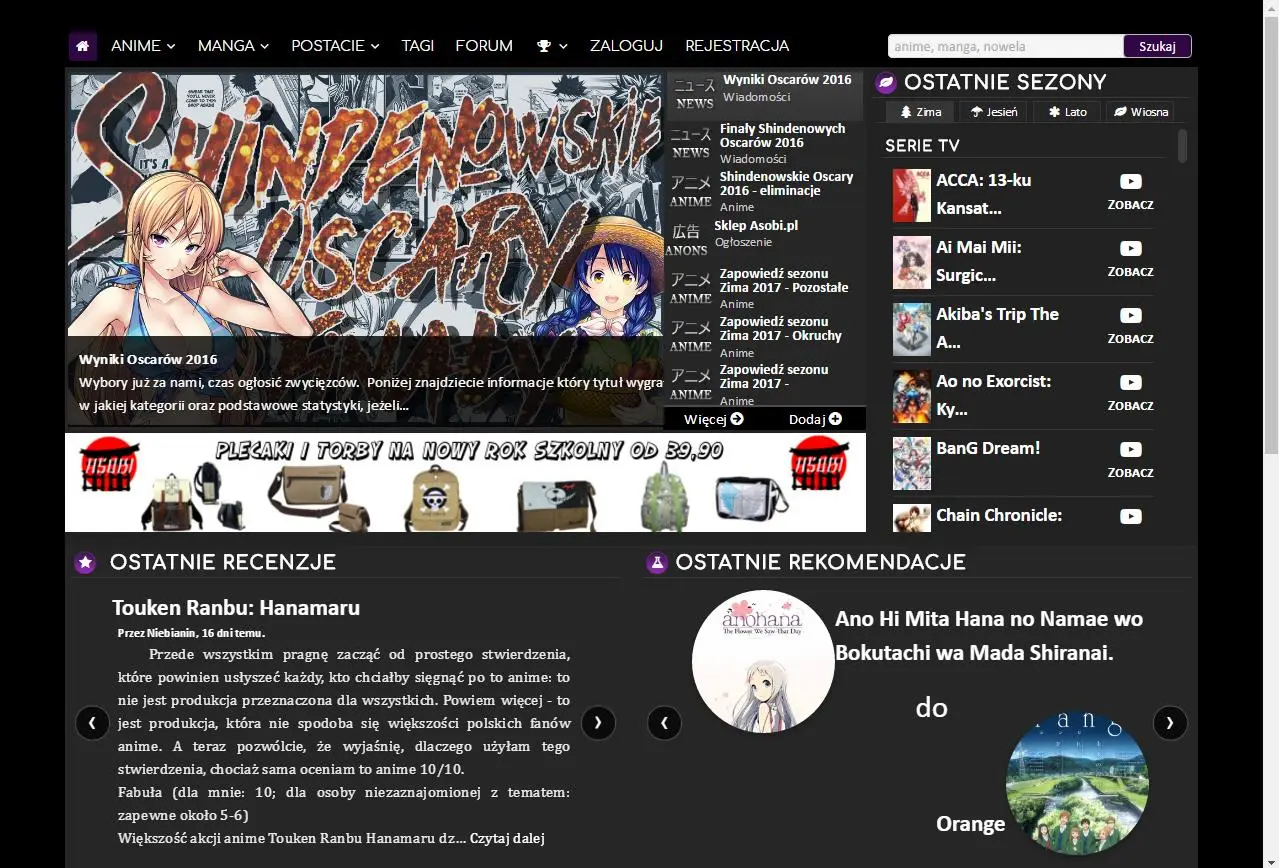 ANIME MANGA POSTACIE TAGI FORUM ZALOGUJ REJESTRACJA
anime, manga, nowela Szukaj
SHINDENOWSKIE
OSCARY
IT'S A
Wyniki Oscarów 2016
Wybory już za nami, czas ogłosić zwycięzców. Poniżej znajdziecie informacje który tytuł wygra
w jakiej kategorii oraz podstawowe statystyki, jeżeli...
ニュース
NEWS
Wyniki Oscarów 2016
Wiadomości
ニュース
NEWS
Finały Shindenowych
Oscarów 2016
Wiadomości
アニメ
ANIME
Shindenowskie Oscary
2016 - eliminacje
Anime
広告
ANONS
Sklep Asobi.pl
Ogłoszenie
アニメ
ANIME
Zapowiedź sezonu
Zima 2017 - Pozostałe
Anime
アニメ
ANIME
Zapowiedź sezonu
Zima 2017 - Okruchy
Anime
アニメ
ANIME
Zapowiedź sezonu
Zima 2017 -
Anime
Więcej Dodaj
OSTATNIE SEZONY
Zima Jesień Lato Wiosna
SERIE TV
ACCA: 13-ku
Kansat...
ZOBACZ
Ai Mai Mii:
Surgic...
ZOBACZ
Akiba's Trip The
A...
ZOBACZ
Ao no Exorcist:
Ky...
ZOBACZ
BanG Dream!
ZOBACZ
Chain Chronicle:
ASOBI PLECAKI I TORBY NA NOWY ROK SZKOLNY OD 39,90 ASOBI
OSTATNIE RECENZJE
Touken Ranbu: Hanamaru
Przez Niebianin, 16 dni temu.
Przede wszystkim pragnę zacząć od prostego stwierdzenia,
które powinien usłyszeć każdy, kto chciałby sięgnąć po to anime: to
nie jest produkcja przeznaczona dla wszystkich. Powiem więcej - to
jest produkcja, która nie spodoba się większości polskich fanów
anime. A teraz pozwólcie, że wyjaśnię, dlaczego użyłam tego
stwierdzenia, chociaż sama oceniam to anime 10/10.
Fabuła (dla mnie: 10; dla osoby niezaznajomionej z tematem:
zapewne około 5-6)
Większość akcji anime Touken Ranbu Hanamaru dz... Czytaj dalej
OSTATNIE REKOMENDACJE
anohana
The Flower We Saw That Day
Ano Hi Mita Hana no Namae wo
Bokutachi wa Mada Shiranai.
do
Orange